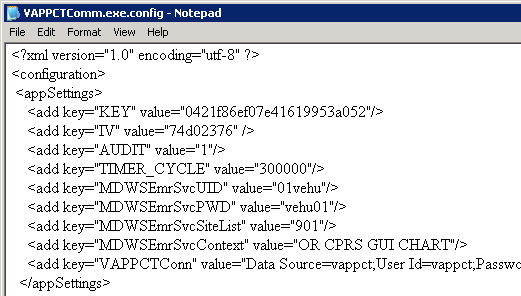 VAPPCTComm.exe.config - Notepad
File Edit Format View Help
<?xml version="1.0" encoding="utf-8" ?>
<configuration>
<appSettings>
<add key="KEY" value="0421f86ef07e41619953a052"/>
<add key="IV" value="74d02376" />
<add key="AUDIT" value="1"/>
<add key="TIMER_CYCLE" value="300000"/>
<add key="MDWSEmrSvcUID" value="01vehu"/>
<add key="MDWSEmrSvcPWD" value="vehu01"/>
<add key="MDWSEmrSvcSiteList" value="901"/>
<add key="MDWSEmrSvcContext" value="OR CPRS GUI CHART"/>
<add key="VAPPCTConn" value="Data Source=vappct;User Id=vappct;Passwo
</appSettings>